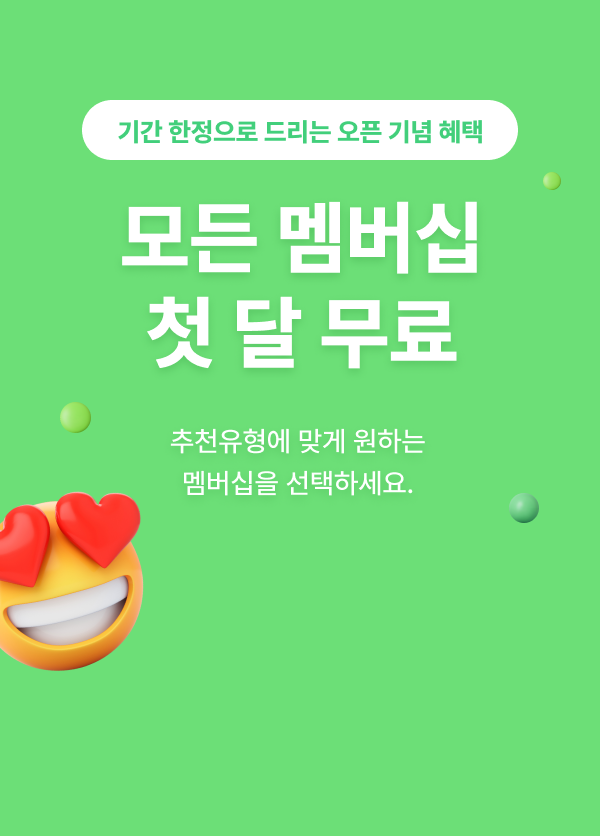 기간 한정으로 드리는 오픈 기념 혜택
모든 멤버십
첫 달 무료
추천유형에 맞게 원하는
멤버십을 선택하세요.